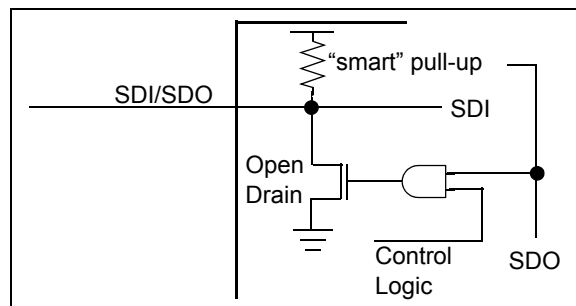 “smart” pull-up
SDI/SDO
SDI
Open
Drain
Control
Logic
SDO